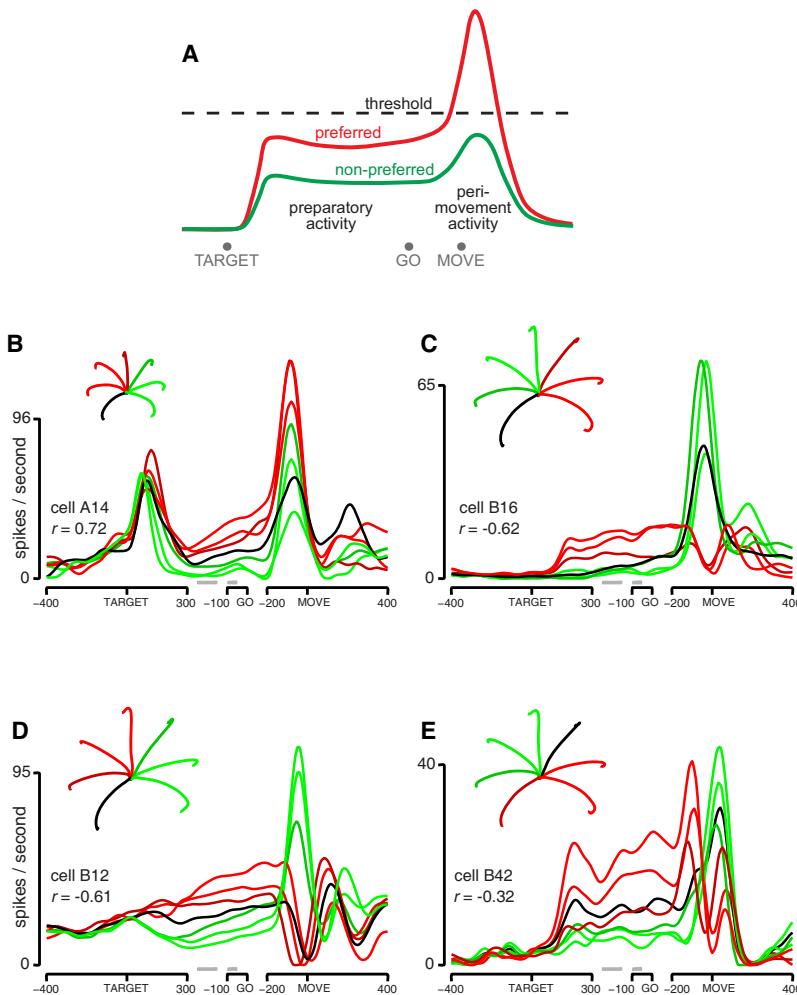 A
threshold
preferred
non-preferred
preparatory
activity
peri-
movement
activity
TARGET
GO
MOVE
B
96
spikes / second
cell A14
r = 0.72
0
−400
TARGET
300
−100
GO
−200
MOVE
400
C
65
cell B16
r = -0.62
0
−400
TARGET
300
−100
GO
−200
MOVE
400
D
95
spikes / second
cell B12
r = -0.61
0
−400
TARGET
300
−100
GO
−200
MOVE
400
E
40
cell B42
r = -0.32
0
−400
TARGET
300
−100
GO
−200
MOVE
400